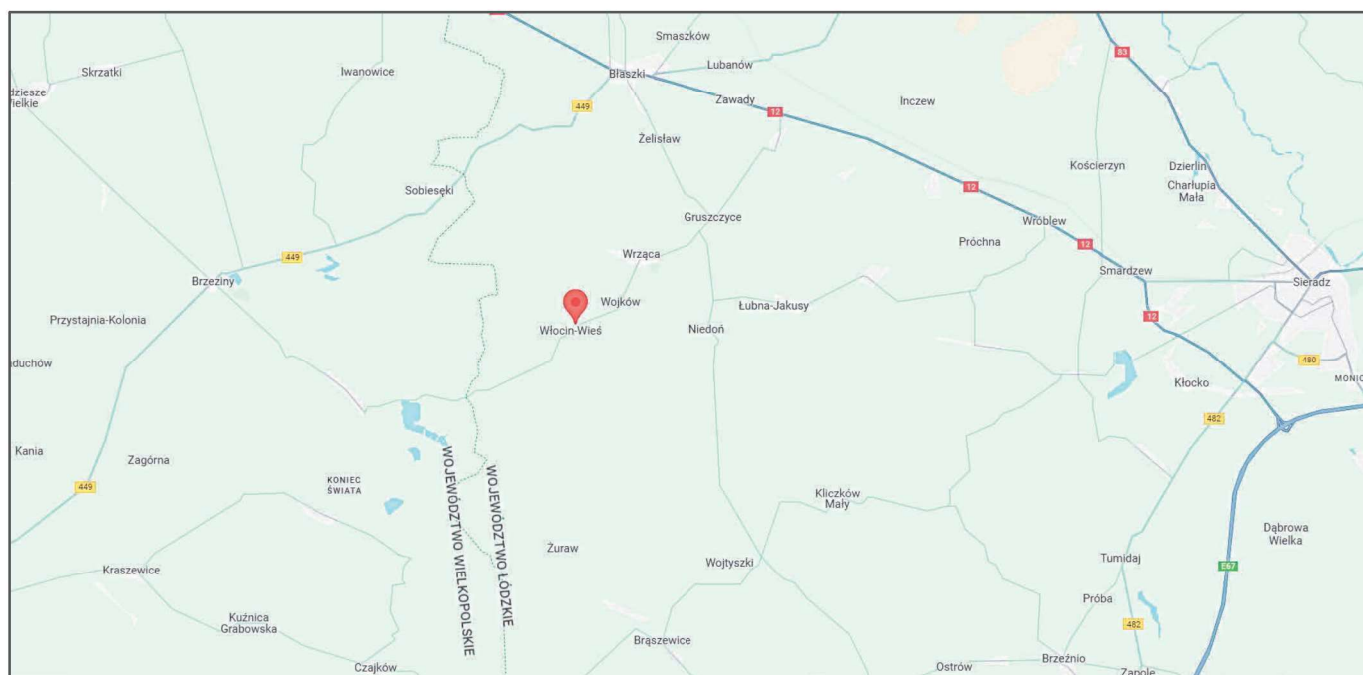 Smaszków
Skrzatki
Iwanowice
Błaszki
Lubanów
83
Zawady
Inczew
449
12
Żelisław
Kościerzyn
Dzierlin
Charłupia
Mała
12
Sobiesęki
Gruszczyce
Wróblew
Próchna
12
449
Wrząca
Smardzew
Brzeziny
Sieradz
Wojków
Łubna-Jakusy
12
Przystajnia-Kolonia
Włocin-Wieś
Niedoń
480
Kłocko
482
Kania
Zagórna
449
KONIEC
ŚWIATA
WOJEWÓDZTWO WIELKOPOLSKIE
WOJEWÓDZTWO ŁÓDZKIE
Kliczków
Mały
Dąbrowa
Wielka
Żuraw
Wojtyszki
Tumidaj
E67
Kraszewice
Próba
Kuźnica
Grabowska
482
Brąszewice
Czajków
Ostrów
Brzeźnio
Zapole